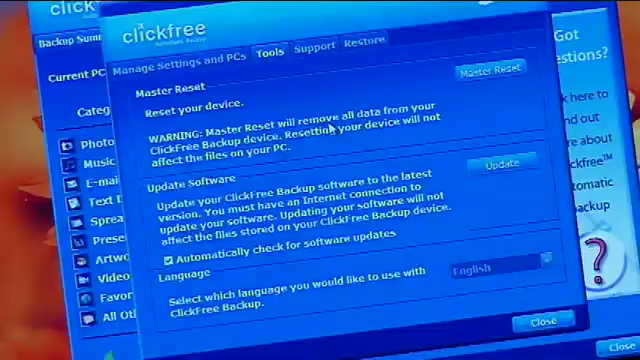 click
Backup Summ
Current PC
Categ
Photo
Music
E-mai
Text D
Sprea
Prese
Artwo
Video
Favor
All Ot
clickfree
Manage Settings and PCs Tools Support Restore
Master Reset
Reset your device.
Master Reset
WARNING: Master Reset will remove all data from your
ClickFree Backup device. Resetting your device will not
affect the files on your PC.
Update Software
Update your ClickFree Backup software to the latest
version. You must have an Internet connection to
update your software. Updating your software will not
affect the files stored on your ClickFree Backup device.
Update
Automatically check for software updates
Language
Select which language you would like to use with
ClickFree Backup.
English
Close
Got
estions?
k here to
nd out
re about
ckfree™
tomatic
ackup
?
Close